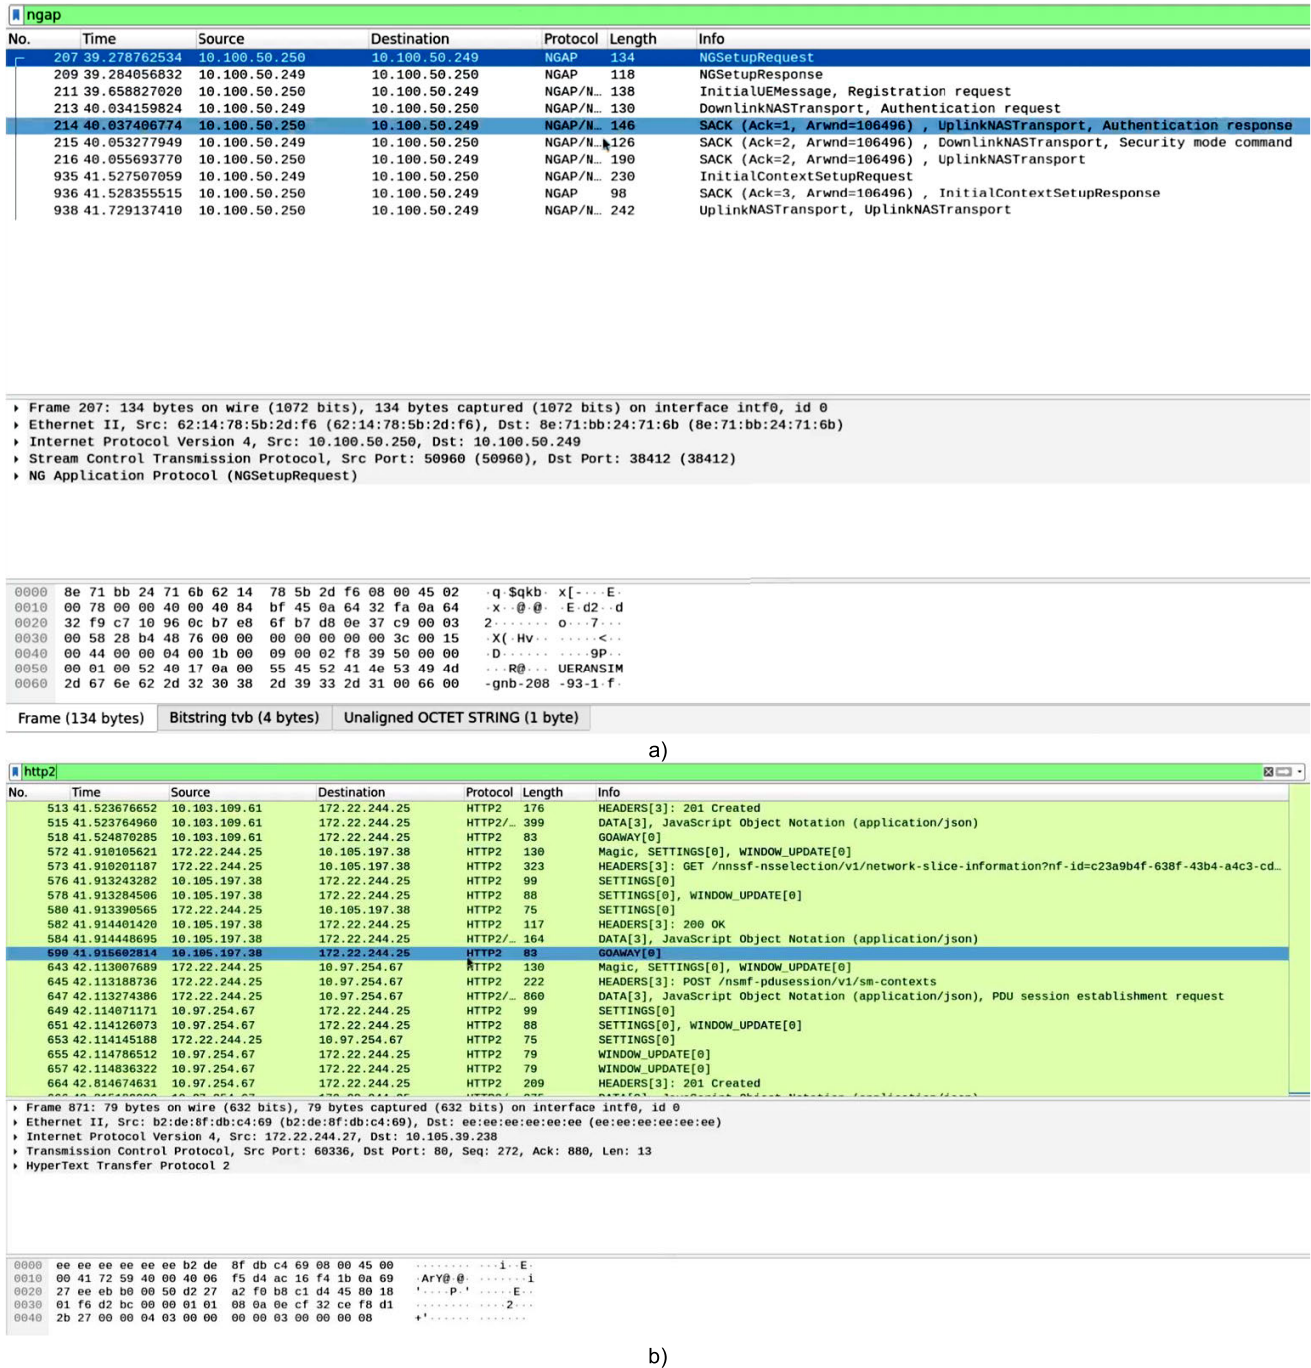 ngap
No. Time Source Destination Protocol Length Info
207 39.278762534 10.100.50.250 10.100.50.249 NGAP 134 NGSetupRequest
209 39.284056832 10.100.50.249 10.100.50.250 NGAP 118 NGSetupResponse
211 39.658827020 10.100.50.250 10.100.50.249 NGAP/N… 138 InitialUEMessage, Registration request
213 40.034159824 10.100.50.249 10.100.50.250 NGAP/N… 130 DownlinkNASTransport, Authentication request
214 40.037406774 10.100.50.250 10.100.50.249 NGAP/N… 146 SACK (Ack=1, Arwnd=106496) , UplinkNASTransport, Authentication response
215 40.053277949 10.100.50.249 10.100.50.250 NGAP/N… 126 SACK (Ack=2, Arwnd=106496) , DownlinkNASTransport, Security mode command
216 40.055693770 10.100.50.250 10.100.50.249 NGAP/N… 190 SACK (Ack=2, Arwnd=106496) , UplinkNASTransport
935 41.527507059 10.100.50.249 10.100.50.250 NGAP/N… 230 InitialContextSetupRequest
936 41.528355515 10.100.50.250 10.100.50.249 NGAP 98 SACK (Ack=3, Arwnd=106496) , InitialContextSetupResponse
938 41.729137410 10.100.50.250 10.100.50.249 NGAP/N… 242 UplinkNASTransport, UplinkNASTransport
Frame 207: 134 bytes on wire (1072 bits), 134 bytes captured (1072 bits) on interface intf0, id 0
Ethernet II, Src: 62:14:78:5b:2d:f6 (62:14:78:5b:2d:f6), Dst: 8e:71:bb:24:71:6b (8e:71:bb:24:71:6b)
Internet Protocol Version 4, Src: 10.100.50.250, Dst: 10.100.50.249
Stream Control Transmission Protocol, Src Port: 50960 (50960), Dst Port: 38412 (38412)
NG Application Protocol (NGSetupRequest)
0000 8e 71 bb 24 71 6b 62 14 78 5b 2d f6 08 00 45 02 ·q·$qkb· x[-···E·
0010 00 78 00 00 40 00 40 84 bf 45 0a 64 32 fa 0a 64 ·x··@·@· ·E·d2··d
0020 32 f9 c7 10 96 0c b7 e8 6f b7 d8 0e 37 c9 00 03 2······· o···7···
0030 00 58 28 b4 48 76 00 00 00 00 00 00 3c 00 15 ·X(·Hv·· ·····<··
0040 00 44 00 00 04 00 1b 00 09 00 02 f8 39 50 00 00 ·D······ ····9P··
0050 00 01 00 52 40 17 0a 00 55 45 52 41 4e 53 49 4d ···R@··· UERANSIM
0060 2d 67 6e 62 2d 32 30 38 2d 39 33 2d 31 00 66 00 -gnb-208 -93-1·f·
Frame (134 bytes) Bitstring tvb (4 bytes) Unaligned OCTET STRING (1 byte)
a)
http2
No. Time Source Destination Protocol Length Info
513 41.523676652 10.103.109.61 172.22.244.25 HTTP2 176 HEADERS[3]: 201 Created
515 41.523764960 10.103.109.61 172.22.244.25 HTTP2/… 399 DATA[3], JavaScript Object Notation (application/json)
518 41.524870285 10.103.109.61 172.22.244.25 HTTP2 83 GOAWAY[0]
572 41.910105621 172.22.244.25 10.105.197.38 HTTP2 130 Magic, SETTINGS[0], WINDOW_UPDATE[0]
573 41.910201187 172.22.244.25 10.105.197.38 HTTP2 323 HEADERS[3]: GET /nnssf-nsselection/v1/network-slice-information?nf-id=c23a9b4f-638f-43b4-a4c3-cd…
576 41.913243282 10.105.197.38 172.22.244.25 HTTP2 99 SETTINGS[0]
578 41.913284506 10.105.197.38 172.22.244.25 HTTP2 88 SETTINGS[0], WINDOW_UPDATE[0]
580 41.913390565 172.22.244.25 10.105.197.38 HTTP2 75 SETTINGS[0]
582 41.914401420 10.105.197.38 172.22.244.25 HTTP2 117 HEADERS[3]: 200 OK
584 41.914448695 10.105.197.38 172.22.244.25 HTTP2/… 164 DATA[3], JavaScript Object Notation (application/json)
590 41.915602814 10.105.197.38 172.22.244.25 HTTP2 83 GOAWAY[0]
643 42.113007689 172.22.244.25 10.97.254.67 HTTP2 130 Magic, SETTINGS[0], WINDOW_UPDATE[0]
645 42.113188736 172.22.244.25 10.97.254.67 HTTP2 222 HEADERS[3]: POST /nsmf-pdusession/v1/sm-contexts
647 42.113274386 172.22.244.25 10.97.254.67 HTTP2/… 860 DATA[3], JavaScript Object Notation (application/json), PDU session establishment request
649 42.114071171 10.97.254.67 172.22.244.25 HTTP2 99 SETTINGS[0]
651 42.114126073 10.97.254.67 172.22.244.25 HTTP2 88 SETTINGS[0], WINDOW_UPDATE[0]
653 42.114145188 172.22.244.25 10.97.254.67 HTTP2 75 SETTINGS[0]
655 42.114786512 10.97.254.67 172.22.244.25 HTTP2 79 WINDOW_UPDATE[0]
657 42.114836322 10.97.254.67 172.22.244.25 HTTP2 79 WINDOW_UPDATE[0]
664 42.814674631 10.97.254.67 172.22.244.25 HTTP2 209 HEADERS[3]: 201 Created
Frame 871: 79 bytes on wire (632 bits), 79 bytes captured (632 bits) on interface intf0, id 0
Ethernet II, Src: b2:de:8f:db:c4:69 (b2:de:8f:db:c4:69), Dst: ee:ee:ee:ee:ee:ee (ee:ee:ee:ee:ee:ee)
Internet Protocol Version 4, Src: 172.22.244.27, Dst: 10.105.39.238
Transmission Control Protocol, Src Port: 60336, Dst Port: 80, Seq: 272, Ack: 880, Len: 13
HyperText Transfer Protocol 2
0000 ee ee ee ee ee ee b2 de 8f db c4 69 08 00 45 00 ········ ···i··E·
0010 00 41 72 59 40 00 40 06 f5 d4 ac 16 f4 1b 0a 69 ·ArY@·@· ·······i
0020 27 ee eb b0 00 50 d2 27 a2 f0 b8 c1 d4 45 80 18 '····P·' ·····E··
0030 01 f6 d2 bc 00 00 01 01 08 0a 0e cf 32 ce f8 d1 ········ ····2···
0040 2b 27 00 00 04 03 00 00 00 00 03 00 00 00 08 +'······ ·······
b)